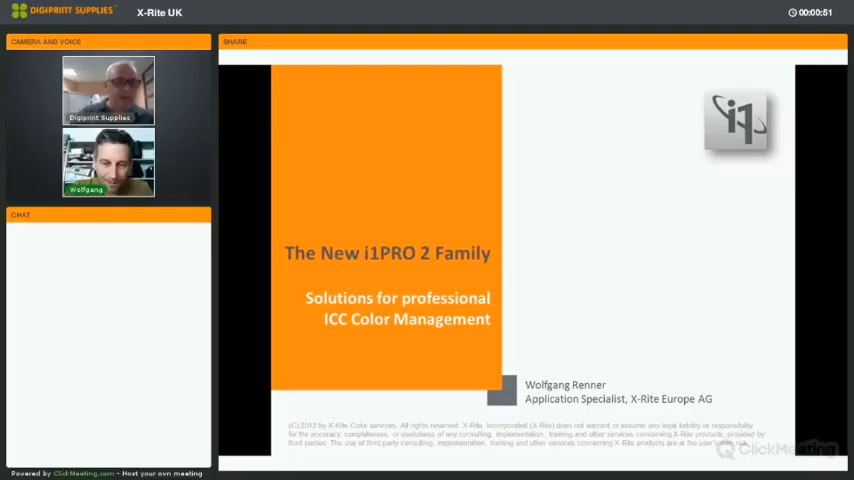 DIGIPRINT SUPPLIES™
X-Rite UK
00:00:51
CAMERA AND VOICE
Digiprint Supplies
Wolfgang
CHAT
SHARE
i1
The New i1PRO 2 Family
Solutions for professional
ICC Color Management
Wolfgang Renner
Application Specialist, X-Rite Europe AG
(C) 2013 by X-Rite Color services. All rights reserved. X-Rite, Incorporated (X-Rite) does not warrant or assume any legal liability or responsibility
for the accuracy, completeness, or usefulness of any consulting, implementation, training and other services concerning X-Rite products, provided by
third parties. The use of third party consulting, implementation, training and other services concerning X-Rite products are at the user's own risk.
ClickMeeting
Powered by ClickMeeting.com - Host your own meeting